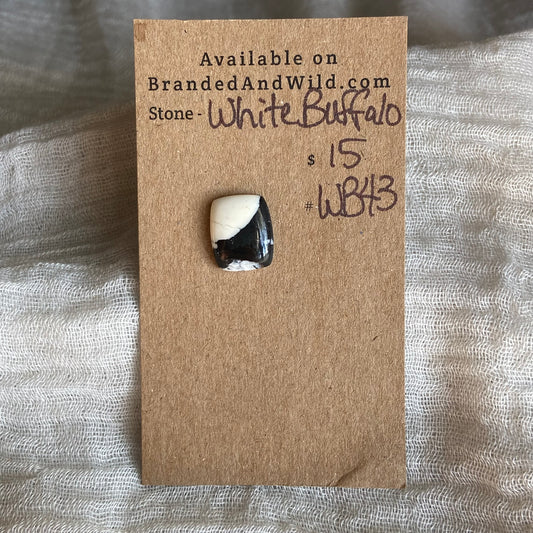 Available on
BrandedAndWild.com
Stone - White Buffalo
$ 15
# WB43